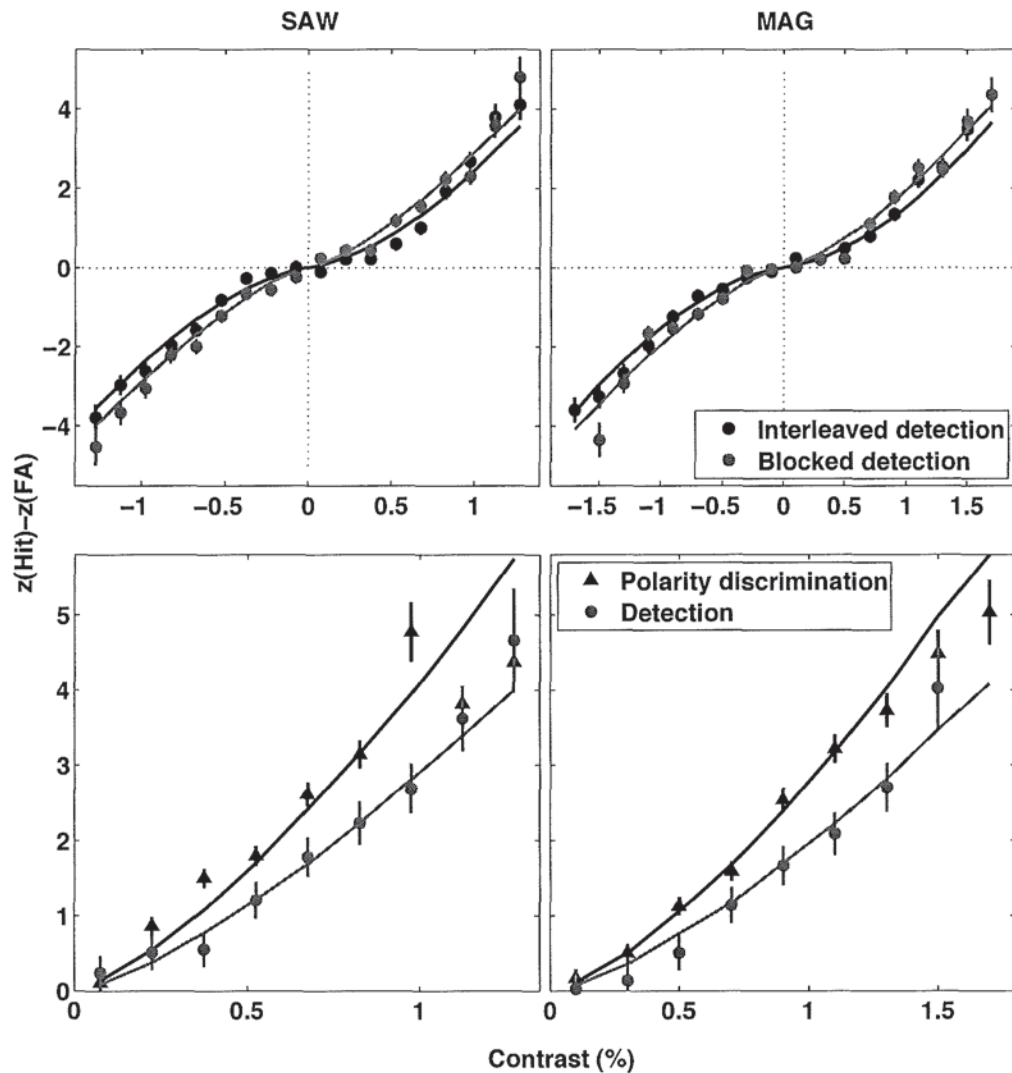 SAW MAG
4
2
0
−2
−4
−1 −0.5 0 0.5 1
−1.5 −1 −0.5 0 0.5 1 1.5
Interleaved detection
Blocked detection
z(Hit)−z(FA)
5
4
3
2
1
0
0 0.5 1
0 0.5 1 1.5
Polarity discrimination
Detection
Contrast (%)